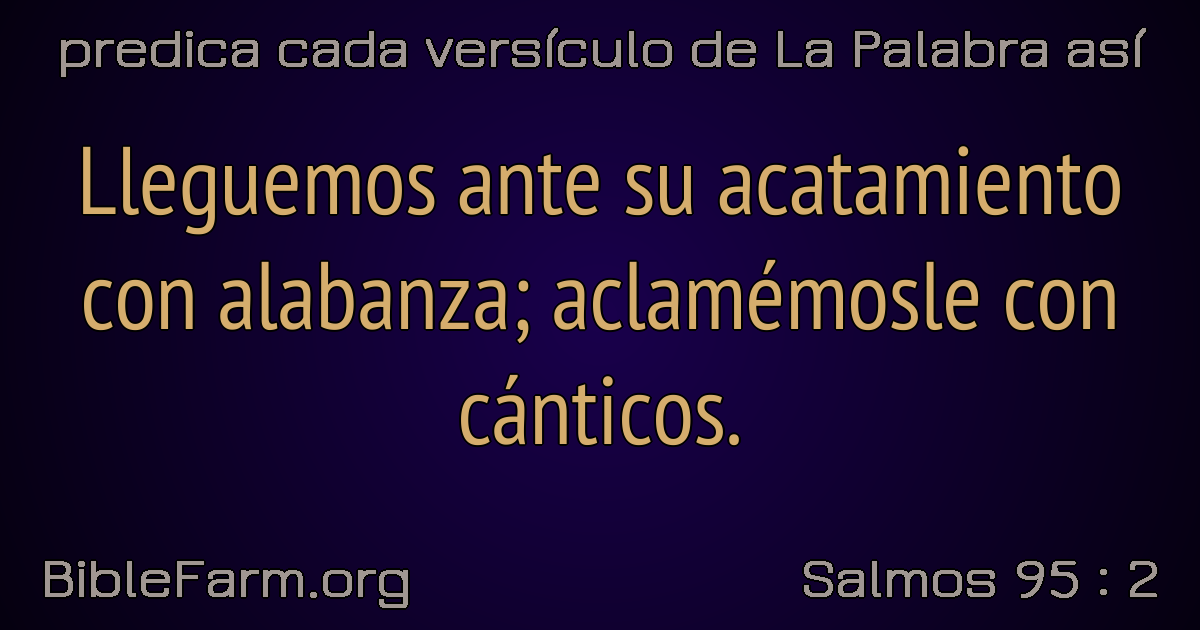 predica cada versículo de La Palabra así
Lleguemos ante su acatamiento
con alabanza; aclamémosle con
cánticos.
BibleFarm.org
Salmos 95 : 2